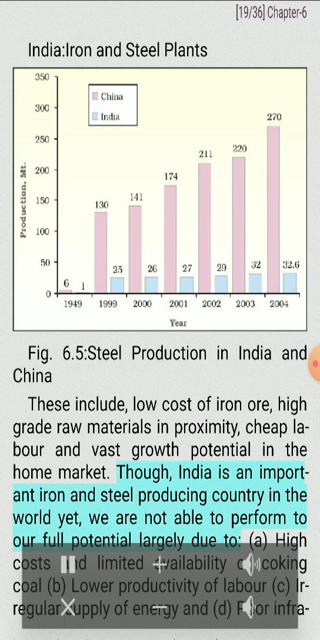 [19/36] Chapter-6
India:Iron and Steel Plants
350
300
250
200
150
100
50
0
Production, Mt.
China
India
6
1
130
25
141
26
174
27
211
29
220
32
270
32.6
1949
1999
2000
2001
2002
2003
2004
Year
Fig. 6.5:Steel Production in India and
China
These include, low cost of iron ore, high
grade raw materials in proximity, cheap la-
bour and vast growth potential in the
home market. Though, India is an import-
ant iron and steel producing country in the
world yet, we are not able to perform to
our full potential largely due to: (a) High
costs and limited availability of coking
coal (b) Lower productivity of labour (c) Ir-
regular supply of energy and (d) Poor infra-